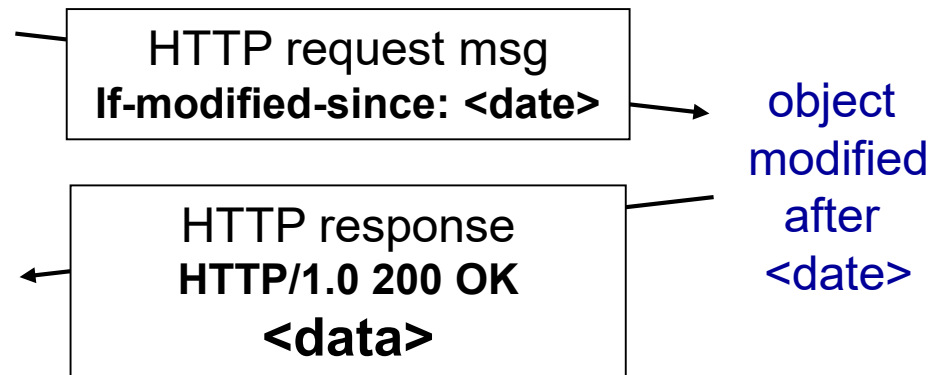 HTTP request msg
If-modified-since: <date>
object
modified
after
<date>
HTTP response
HTTP/1.0 200 OK
<data>